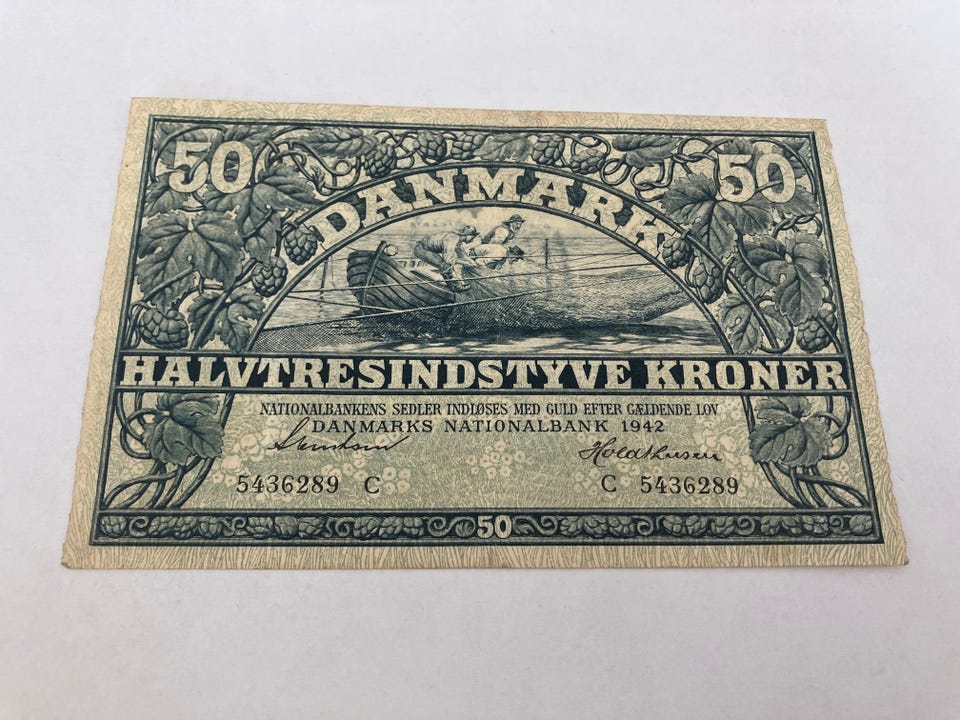 50 50
DANMARK
HALVTRESINDSTYVE KRONER
NATIONALBANKENS SEDLER INDLØSES MED GULD EFTER GÆLDENDE LOV
DANMARKS NATIONALBANK 1942
5436289 C C 5436289
50